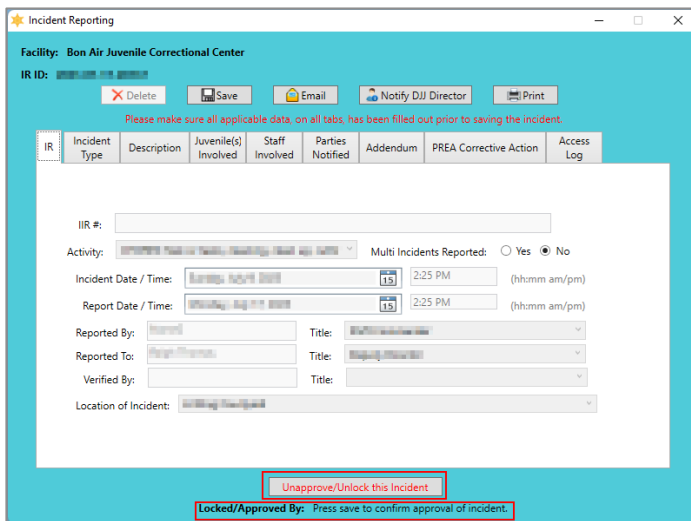 Incident Reporting
Facility: Bon Air Juvenile Correctional Center
IR ID:
Delete Save Email Notify DJJ Director Print
Please make sure all applicable data, on all tabs, has been filled out prior to saving the incident.
IR Incident Type Description Juvenile(s) Involved Staff Involved Parties Notified Addendum PREA Corrective Action Access Log
IIR #:
Activity: Multi Incidents Reported: Yes No
Incident Date / Time: 15 2:25 PM (hh:mm am/pm)
Report Date / Time: 15 2:25 PM (hh:mm am/pm)
Reported By: Title:
Reported To: Title:
Verified By: Title:
Location of Incident:
Unapprove/Unlock this Incident
Locked/Approved By: Press save to confirm approval of incident.